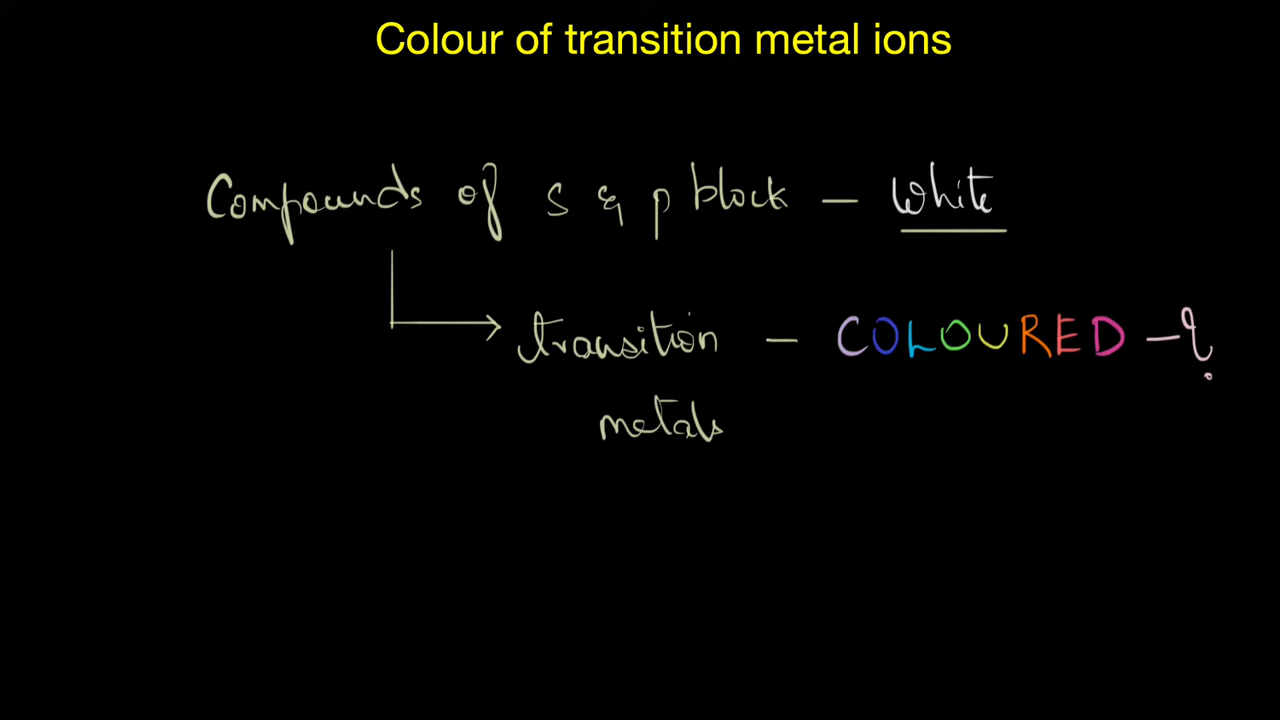 Colour of transition metal ions
Compounds of s & p block – white
transition – COLOURED – ?
metals